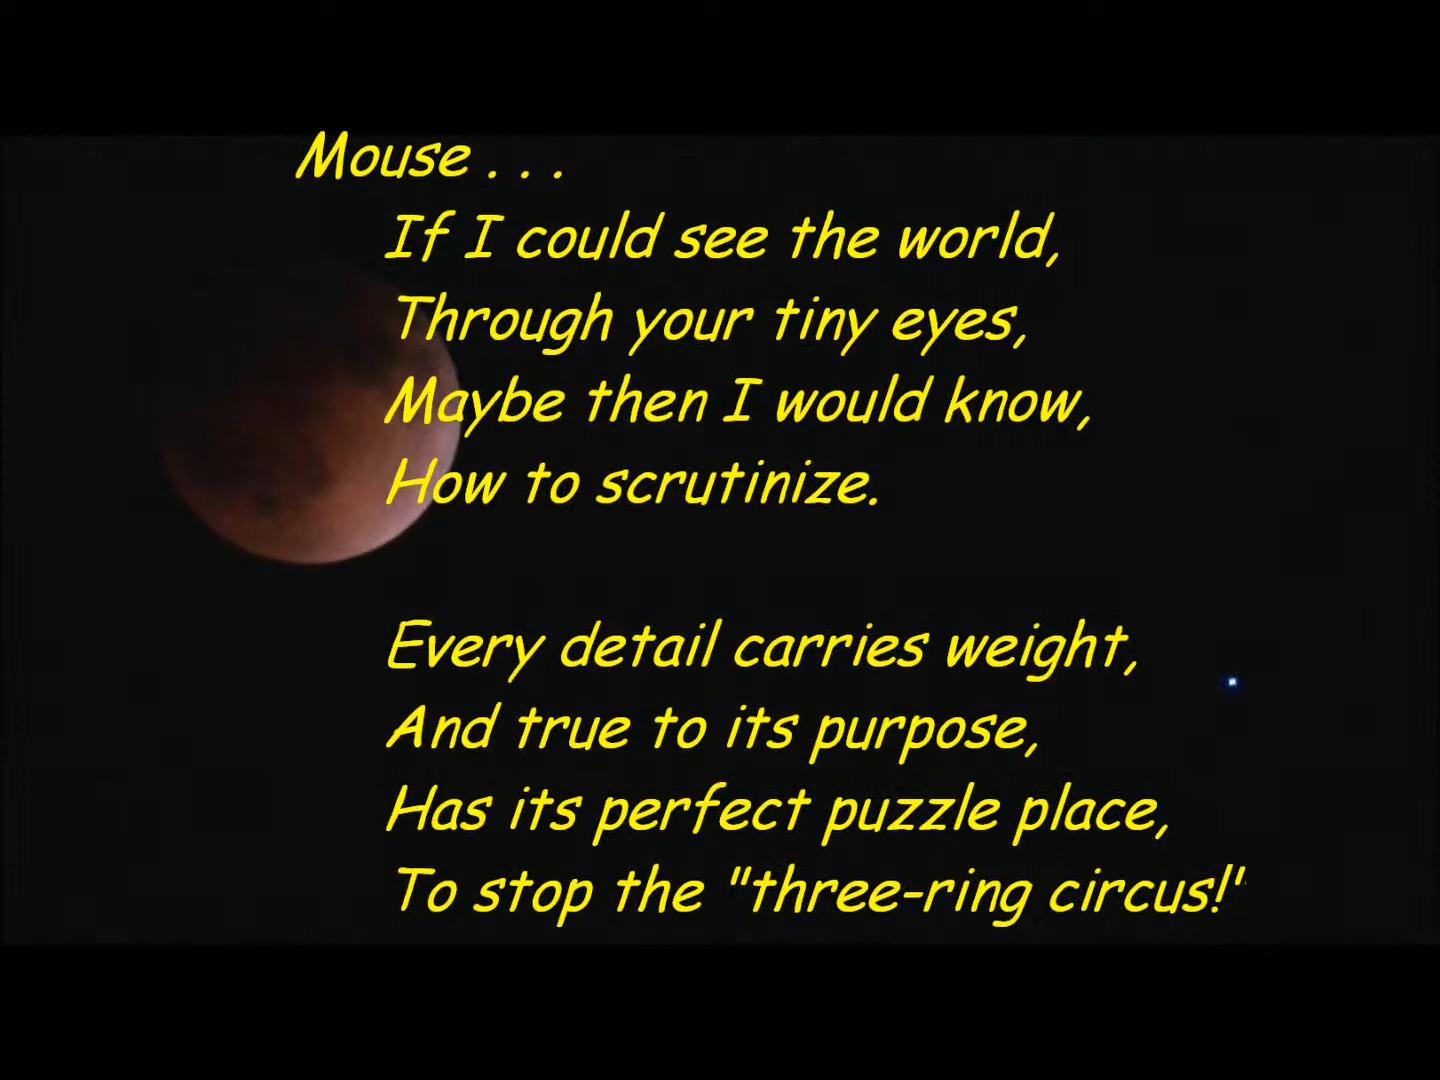 Mouse . . .
If I could see the world,
Through your tiny eyes,
Maybe then I would know,
How to scrutinize.
Every detail carries weight,
And true to its purpose,
Has its perfect puzzle place,
To stop the "three-ring circus!"